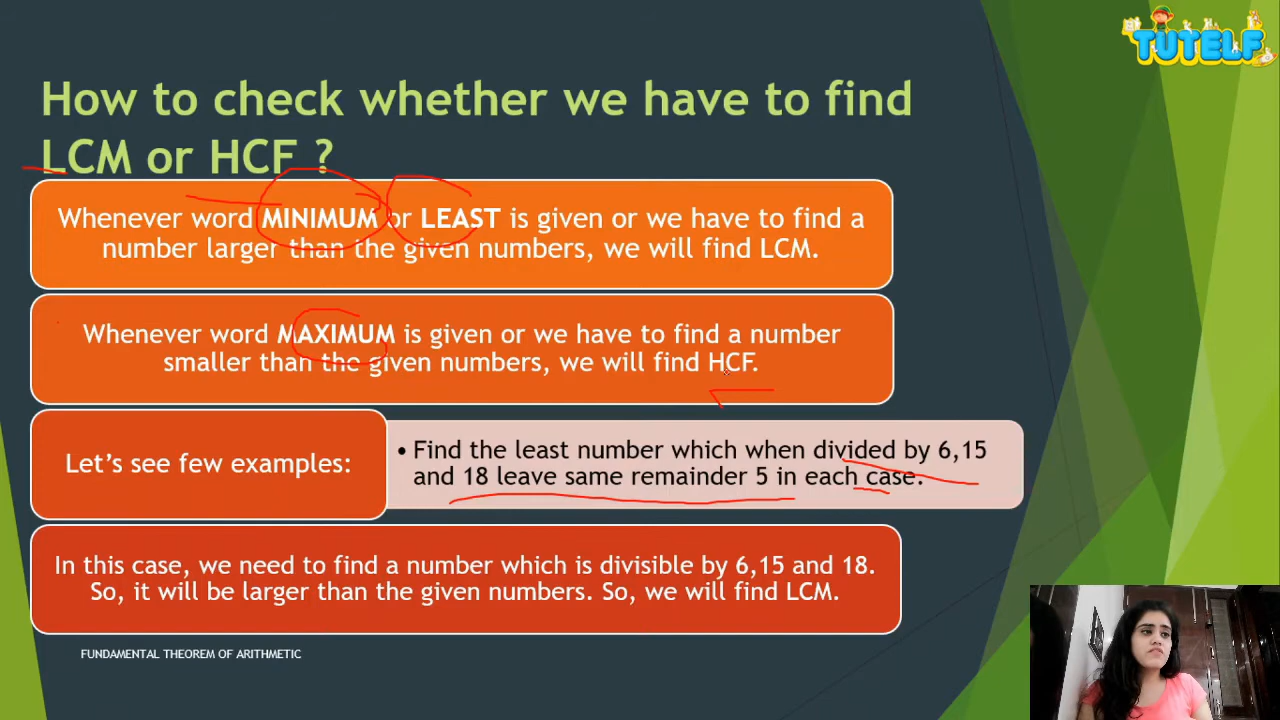 TUTELF
How to check whether we have to find
LCM or HCF ?
Whenever word MINIMUM or LEAST is given or we have to find a
number larger than the given numbers, we will find LCM.
Whenever word MAXIMUM is given or we have to find a number
smaller than the given numbers, we will find HCF.
Let's see few examples:
• Find the least number which when divided by 6,15
and 18 leave same remainder 5 in each case.
In this case, we need to find a number which is divisible by 6,15 and 18.
So, it will be larger than the given numbers. So, we will find LCM.
FUNDAMENTAL THEOREM OF ARITHMETIC